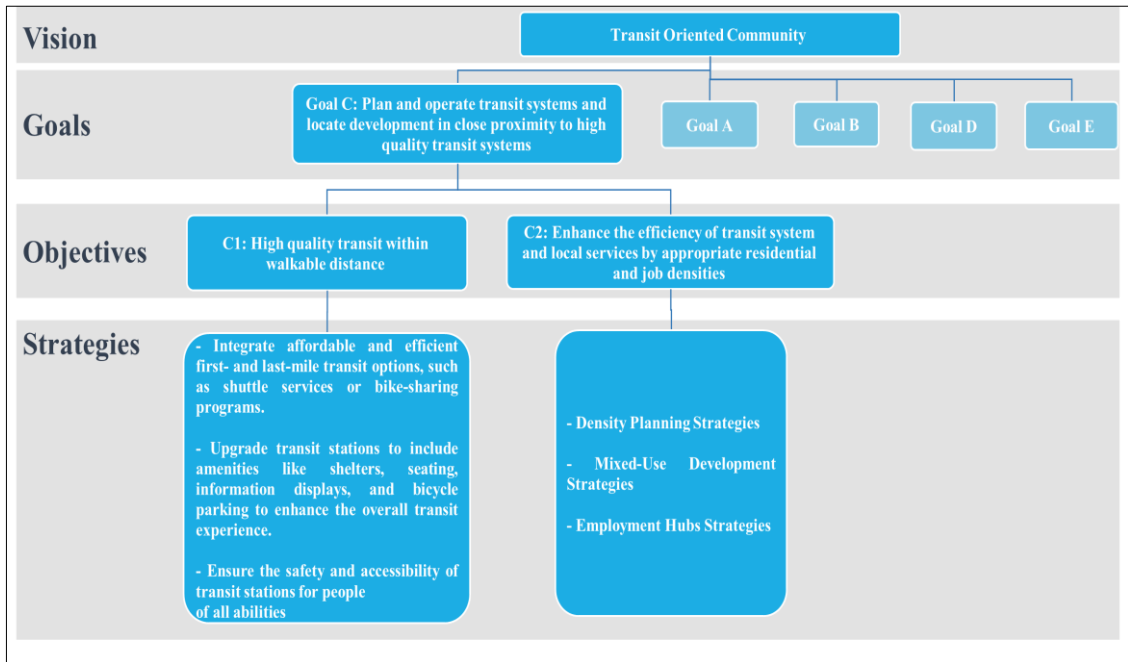 Vision
Transit Oriented Community
Goals
Goal C: Plan and operate transit systems and
locate development in close proximity to high
quality transit systems
Goal A
Goal B
Goal D
Goal E
Objectives
C1: High quality transit within
walkable distance
C2: Enhance the efficiency of transit system
and local services by appropriate residential
and job densities
Strategies
- Integrate affordable and efficient
first- and last-mile transit options, such
as shuttle services or bike-sharing
programs.
- Upgrade transit stations to include
amenities like shelters, seating,
information displays, and bicycle
parking to enhance the overall transit
experience.
- Ensure the safety and accessibility of
transit stations for people
of all abilities
- Density Planning Strategies
- Mixed-Use Development
Strategies
- Employment Hubs Strategies